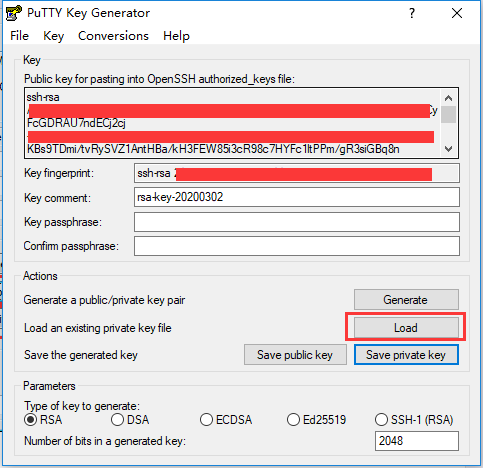 PuTTY Key Generator
?
File Key Conversions Help
Key
Public key for pasting into OpenSSH authorized_keys file:
ssh-rsa
FcGDRAU7ndECj2cj
KBs9TDmi/tvRySVZ1AntHBa/kH3FEW85i3cR98c7HYFc1ltPPm/gR3siGBq8n
Key fingerprint: ssh-rsa
Key comment: rsa-key-20200302
Key passphrase:
Confirm passphrase:
Actions
Generate a public/private key pair Generate
Load an existing private key file Load
Save the generated key Save public key Save private key
Parameters
Type of key to generate:
RSA DSA ECDSA Ed25519 SSH-1 (RSA)
Number of bits in a generated key: 2048